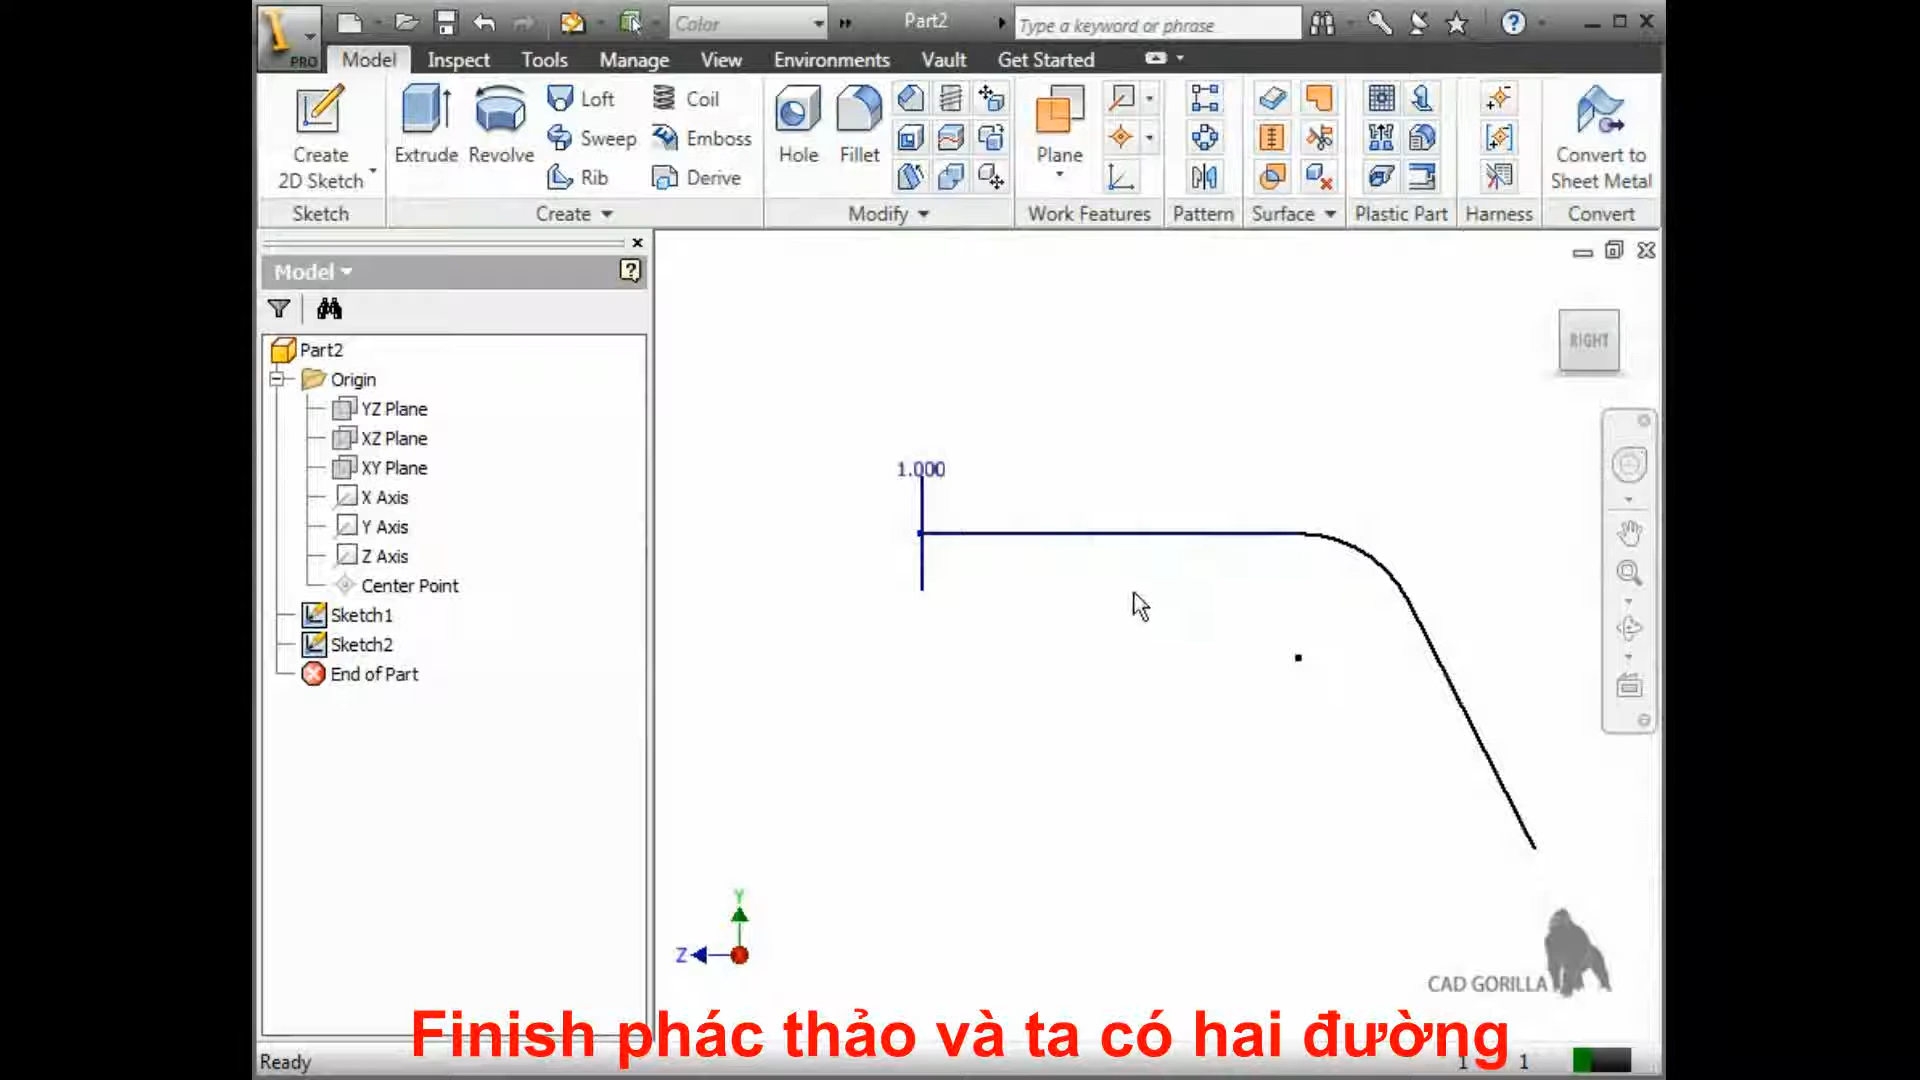 Color
Part2
Type a keyword or phrase
PRO
Model
Inspect
Tools
Manage
View
Environments
Vault
Get Started
Create
2D Sketch
Extrude
Revolve
Loft
Sweep
Rib
Coil
Emboss
Derive
Hole
Fillet
Plane
Convert to
Sheet Metal
Sketch
Create
Modify
Work Features
Pattern
Surface
Plastic Part
Harness
Convert
Model
Part2
Origin
YZ Plane
XZ Plane
XY Plane
X Axis
Y Axis
Z Axis
Center Point
Sketch1
Sketch2
End of Part
RIGHT
1.000
Y
Z
CAD GORILLA
Finish phác thảo và ta có hai đường
Ready
1
1